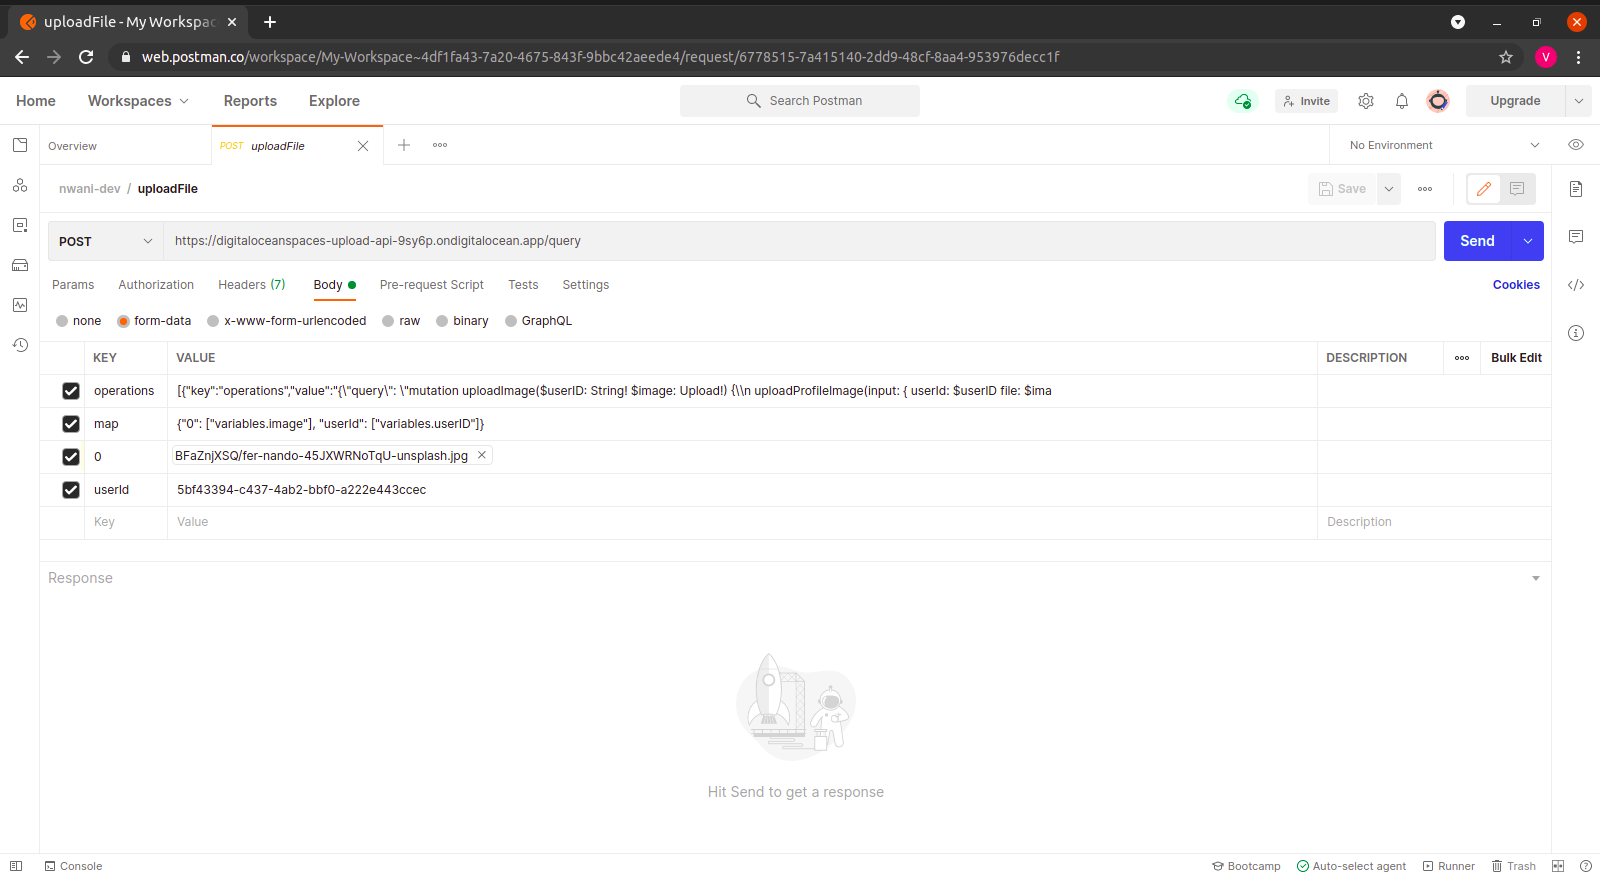 uploadFile - My Workspac
web.postman.co/workspace/My-Workspace~4df1fa43-7a20-4675-843f-9bbc42aeede4/request/6778515-7a415140-2dd9-48cf-8aa4-953976decc1f
V
Home Workspaces Reports Explore Search Postman Invite Upgrade
Overview POST uploadFile No Environment
nwani-dev / uploadFile Save
POST https://digitaloceanspaces-upload-api-9sy6p.ondigitalocean.app/query Send
Params Authorization Headers (7) Body Pre-request Script Tests Settings Cookies
none form-data x-www-form-urlencoded raw binary GraphQL
KEY VALUE DESCRIPTION Bulk Edit
operations [{"key":"operations","value":"{\"query\": \"mutation uploadImage($userID: String! $image: Upload!) {\\n uploadProfileImage(input: { userId: $userID file: $ima
map {"0": ["variables.image"], "userId": ["variables.userID"]}
0 BFaZnjXSQ/fer-nando-45JXWRNoTqU-unsplash.jpg
userId 5bf43394-c437-4ab2-bbf0-a222e443ccec
Key Value Description
Response
Hit Send to get a response
Console Bootcamp Auto-select agent Runner Trash